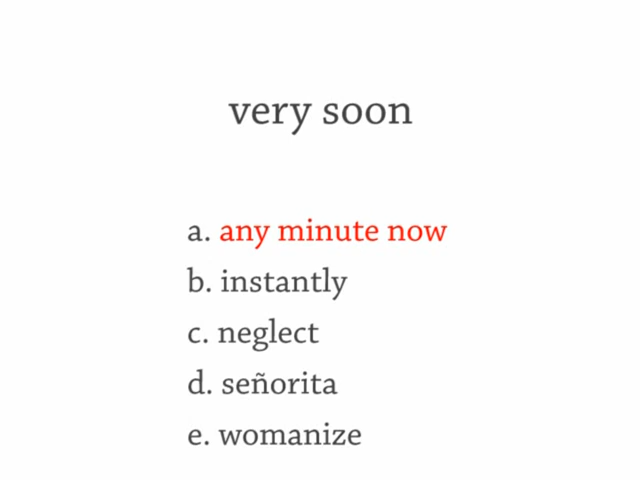 very soon
a. any minute now
b. instantly
c. neglect
d. señorita
e. womanize